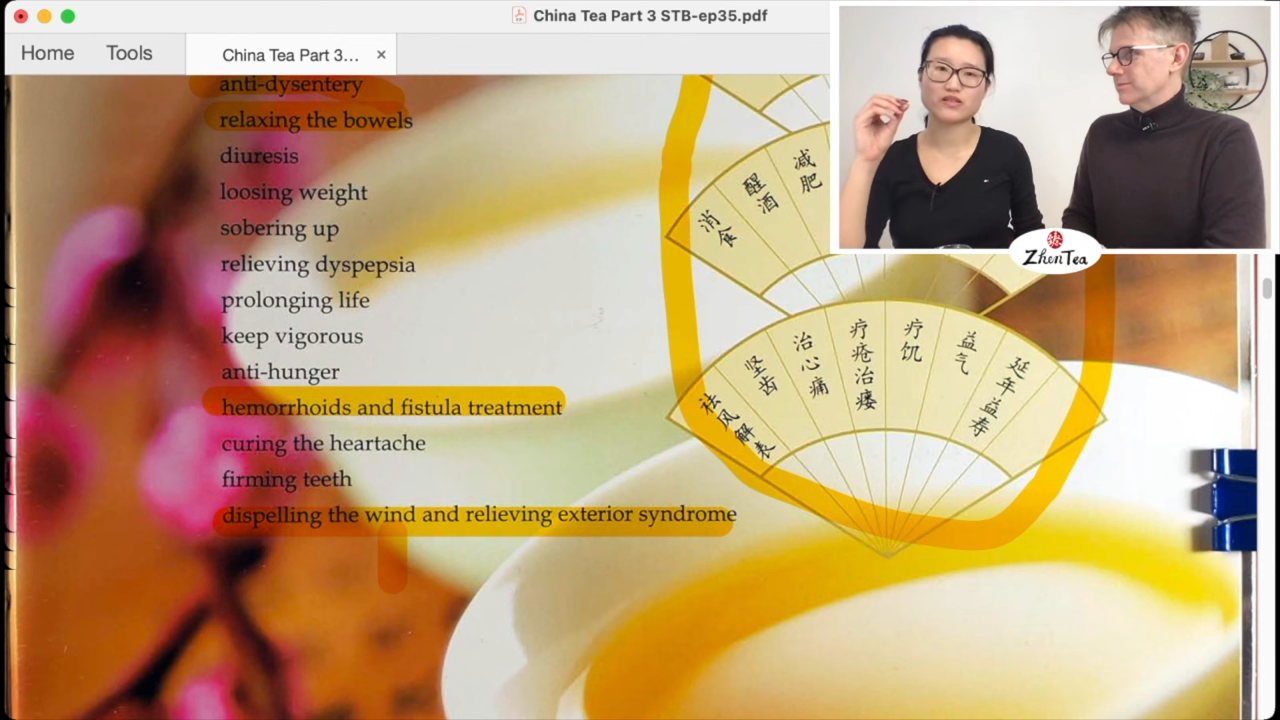 China Tea Part 3 STB-ep35.pdf
Home
Tools
China Tea Part 3...
anti-dysentery
relaxing the bowels
diuresis
loosing weight
sobering up
relieving dyspepsia
prolonging life
keep vigorous
anti-hunger
hemorrhoids and fistula treatment
curing the heartache
firming teeth
dispelling the wind and relieving exterior syndrome
消食
醒酒
减肥
祛风解表
坚齿
治心痛
疗疮治瘘
疗饥
益气
延年益寿
ZhenTea